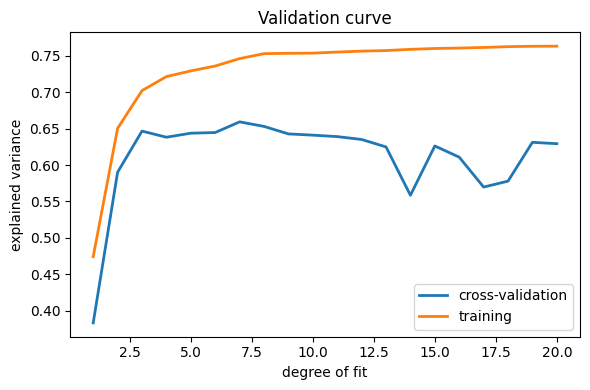 Validation curve
explained variance
0.75
0.70
0.65
0.60
0.55
0.50
0.45
0.40
cross-validation
training
2.5 5.0 7.5 10.0 12.5 15.0 17.5 20.0
degree of fit